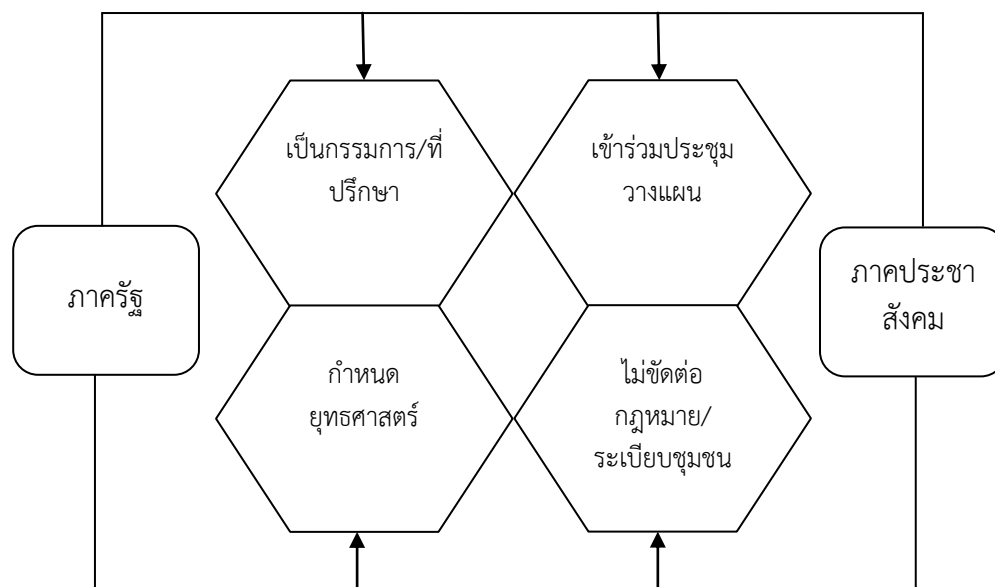 เป็นกรรมการ/ที่
ปรึกษา
เข้าร่วมประชุม
วางแผน
ภาครัฐ
ภาคประชา
สังคม
กำหนด
ยุทธศาสตร์
ไม่ขัดต่อ
กฎหมาย/
ระเบียบชุมชน